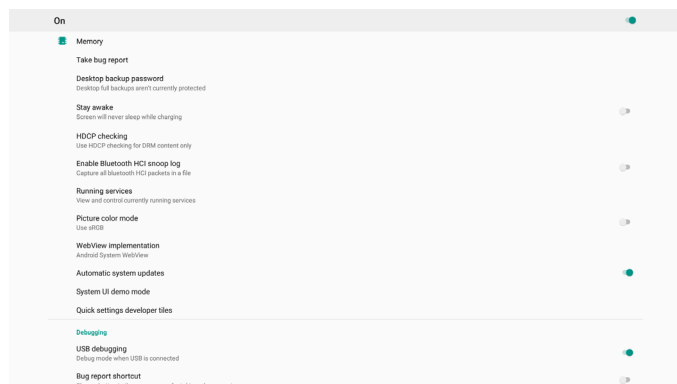 On
Memory
Take bug report
Desktop backup password
Desktop full backups aren't currently protected
Stay awake
Screen will never sleep while charging
HDCP checking
Use HDCP checking for DRM content only
Enable Bluetooth HCI snoop log
Capture all bluetooth HCI packets in a file
Running services
View and control currently running services
Picture color mode
Use sRGB
WebView implementation
Android System WebView
Automatic system updates
System UI demo mode
Quick settings developer tiles
Debugging
USB debugging
Debug mode when USB is connected
Bug report shortcut